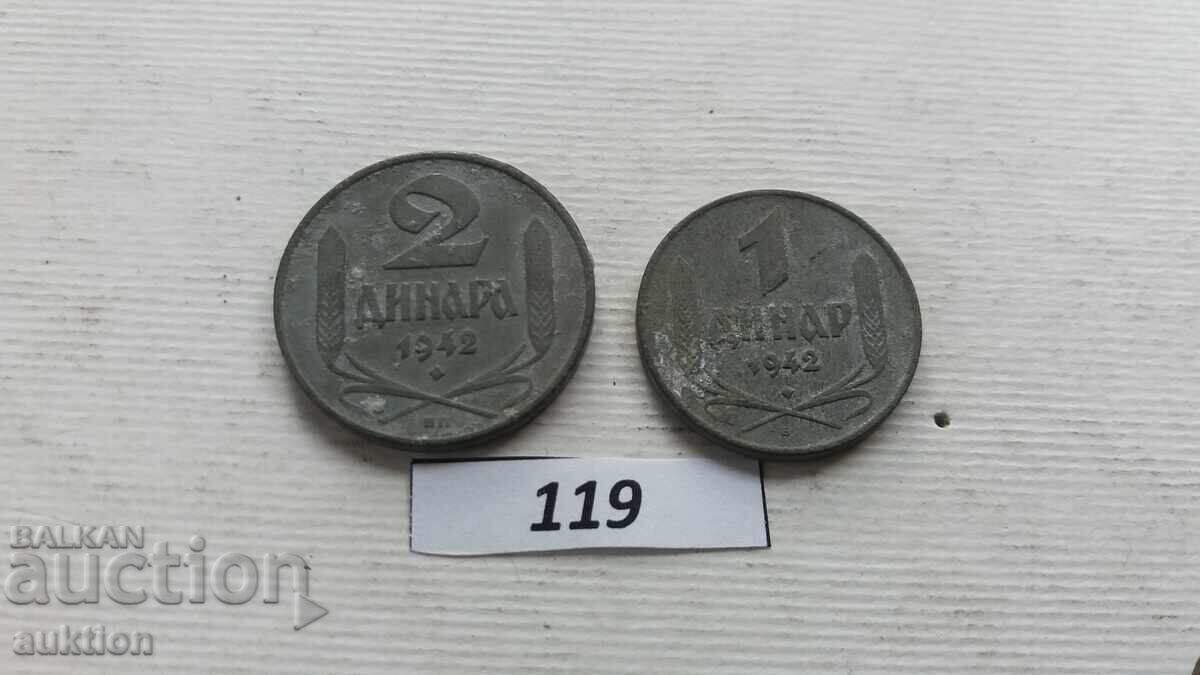 2
ДИНАРА
1942
1
ДИНАР
1942
119
BALKAN
auction
auktion